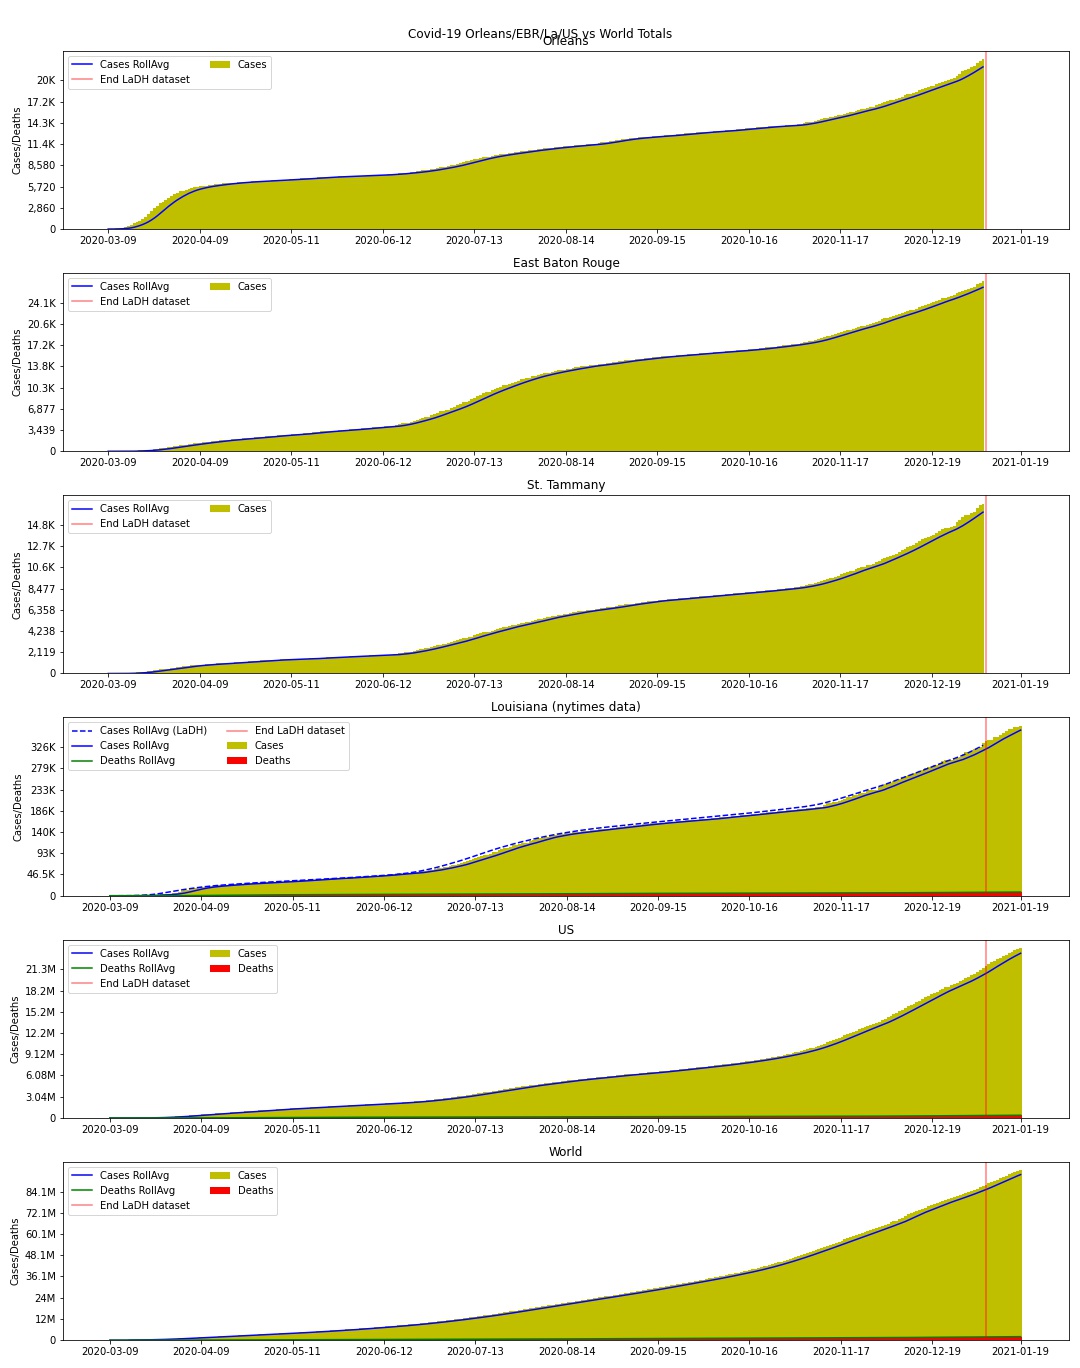 Covid-19 Orleans/EBR/La/US vs World Totals
Orleans
Cases RollAvg
End LaDH dataset
Cases
Cases/Deaths
20K
17.2K
14.3K
11.4K
8,580
5,720
2,860
0
2020-03-09 2020-04-09 2020-05-11 2020-06-12 2020-07-13 2020-08-14 2020-09-15 2020-10-16 2020-11-17 2020-12-19 2021-01-19
East Baton Rouge
Cases RollAvg
End LaDH dataset
Cases
Cases/Deaths
24.1K
20.6K
17.2K
13.8K
10.3K
6,877
3,439
0
2020-03-09 2020-04-09 2020-05-11 2020-06-12 2020-07-13 2020-08-14 2020-09-15 2020-10-16 2020-11-17 2020-12-19 2021-01-19
St. Tammany
Cases RollAvg
End LaDH dataset
Cases
Cases/Deaths
14.8K
12.7K
10.6K
8,477
6,358
4,238
2,119
0
2020-03-09 2020-04-09 2020-05-11 2020-06-12 2020-07-13 2020-08-14 2020-09-15 2020-10-16 2020-11-17 2020-12-19 2021-01-19
Louisiana (nytimes data)
Cases RollAvg (LaDH)
Cases RollAvg
Deaths RollAvg
End LaDH dataset
Cases
Deaths
Cases/Deaths
326K
279K
233K
186K
140K
93K
46.5K
0
2020-03-09 2020-04-09 2020-05-11 2020-06-12 2020-07-13 2020-08-14 2020-09-15 2020-10-16 2020-11-17 2020-12-19 2021-01-19
US
Cases RollAvg
Deaths RollAvg
End LaDH dataset
Cases
Deaths
Cases/Deaths
21.3M
18.2M
15.2M
12.2M
9.12M
6.08M
3.04M
0
2020-03-09 2020-04-09 2020-05-11 2020-06-12 2020-07-13 2020-08-14 2020-09-15 2020-10-16 2020-11-17 2020-12-19 2021-01-19
World
Cases RollAvg
Deaths RollAvg
End LaDH dataset
Cases
Deaths
Cases/Deaths
84.1M
72.1M
60.1M
48.1M
36.1M
24M
12M
0
2020-03-09 2020-04-09 2020-05-11 2020-06-12 2020-07-13 2020-08-14 2020-09-15 2020-10-16 2020-11-17 2020-12-19 2021-01-19